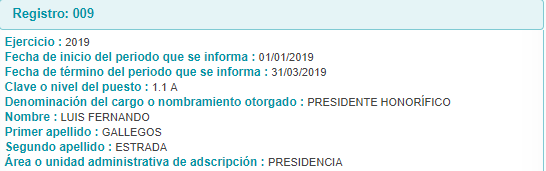 Registro: 009
Ejercicio : 2019
Fecha de inicio del periodo que se informa : 01/01/2019
Fecha de término del periodo que se informa : 31/03/2019
Clave o nivel del puesto : 1.1 A
Denominación del cargo o nombramiento otorgado : PRESIDENTE HONORÍFICO
Nombre : LUIS FERNANDO
Primer apellido : GALLEGOS
Segundo apellido : ESTRADA
Área o unidad administrativa de adscripción : PRESIDENCIA